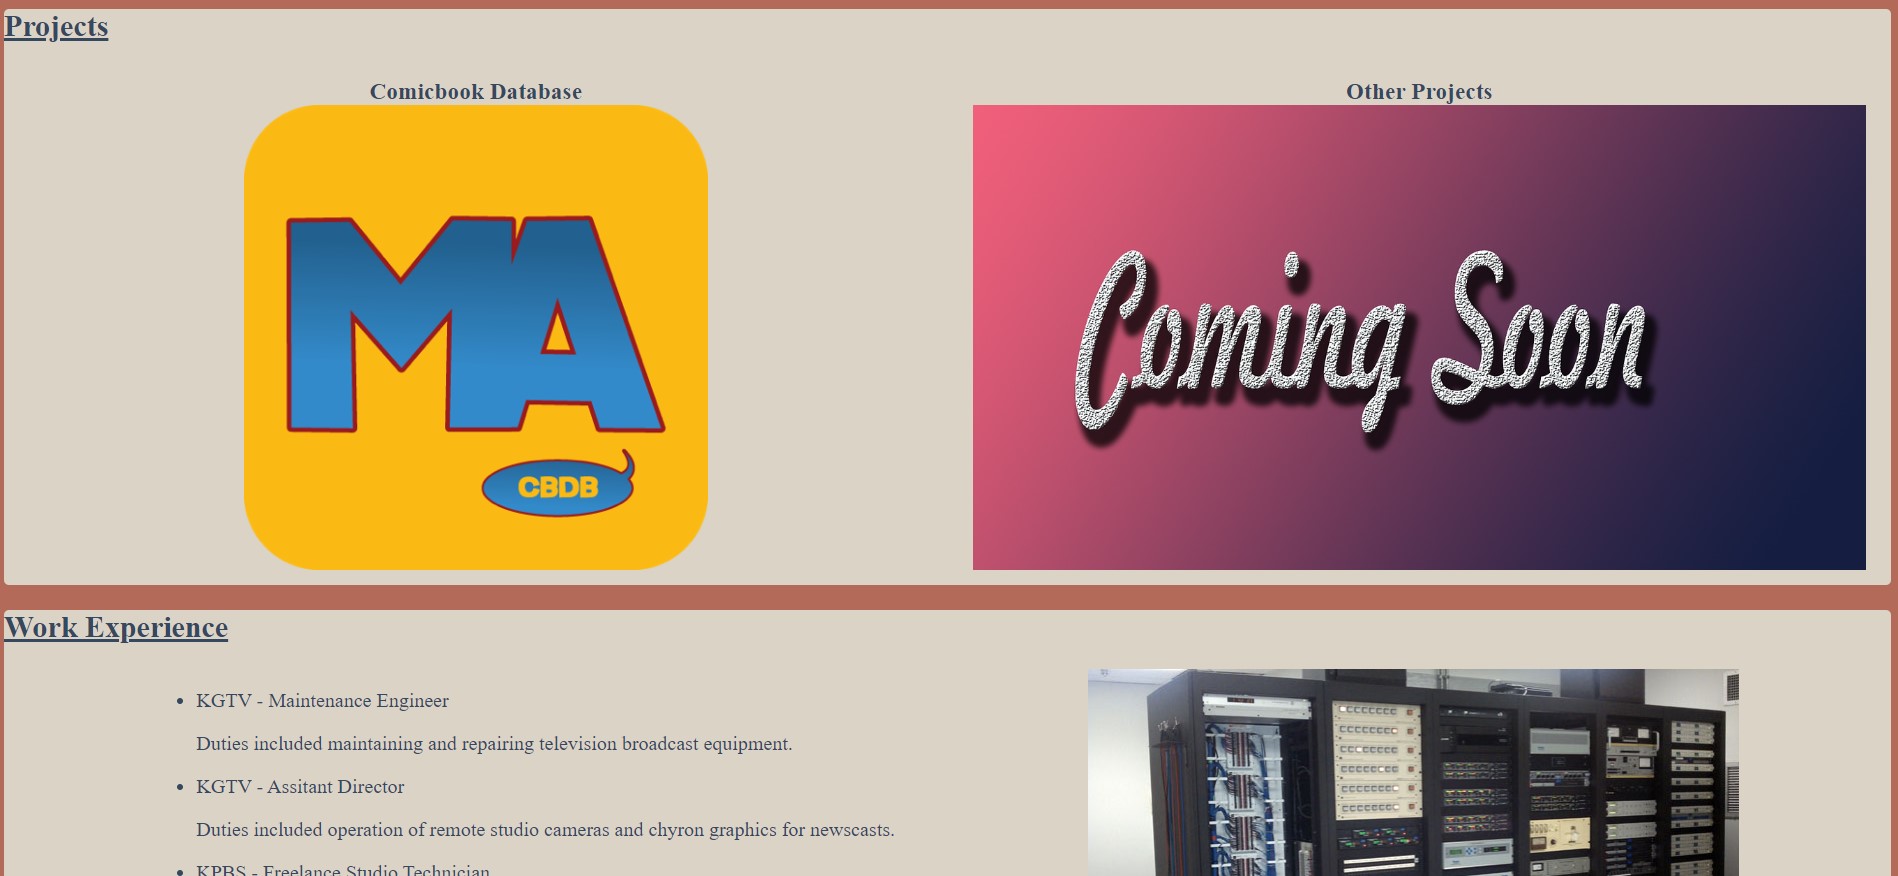 Projects
Comicbook Database
Other Projects
MA
CBDB
Coming Soon
Work Experience
KGTV - Maintenance Engineer
Duties included maintaining and repairing television broadcast equipment.
KGTV - Assitant Director
Duties included operation of remote studio cameras and chyron graphics for newscasts.
KPBS - Freelance Studio Technician